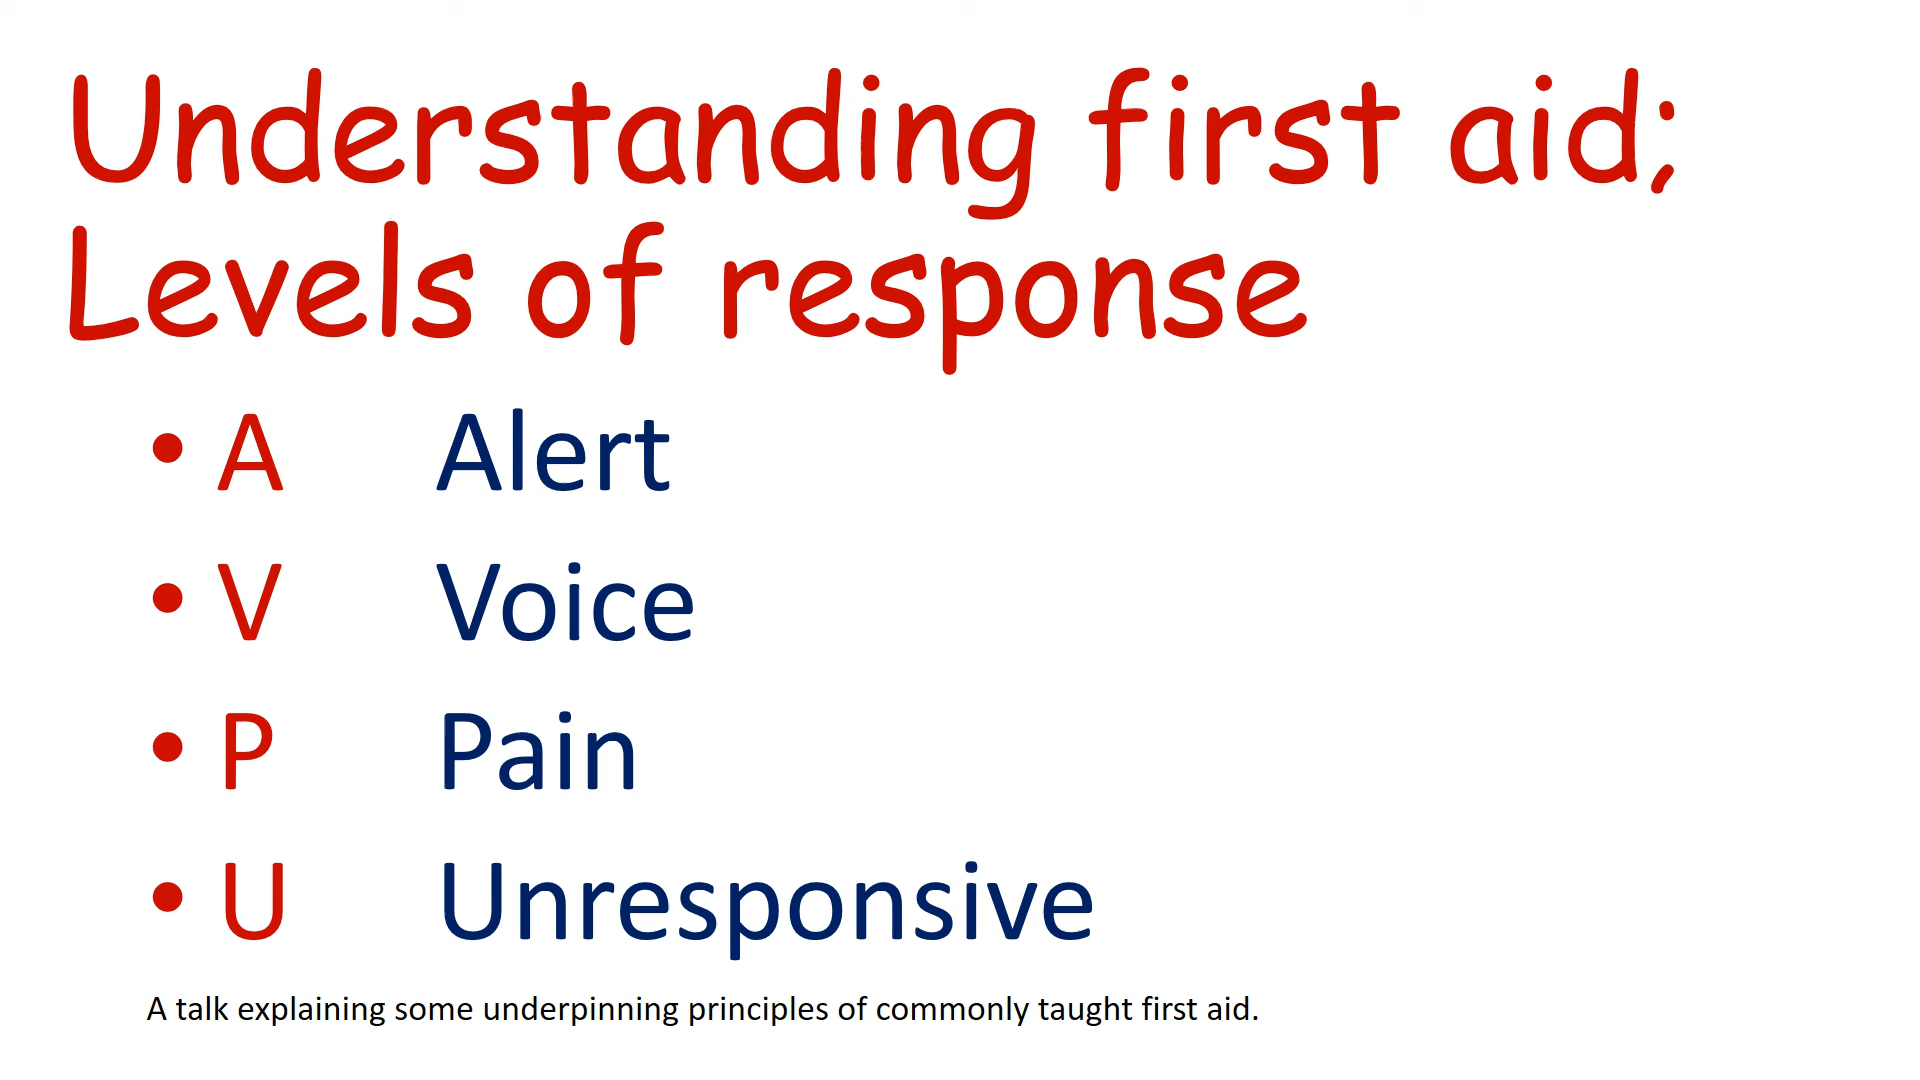 Understanding first aid;
Levels of response
• A Alert
• V Voice
• P Pain
• U Unresponsive
A talk explaining some underpinning principles of commonly taught first aid.